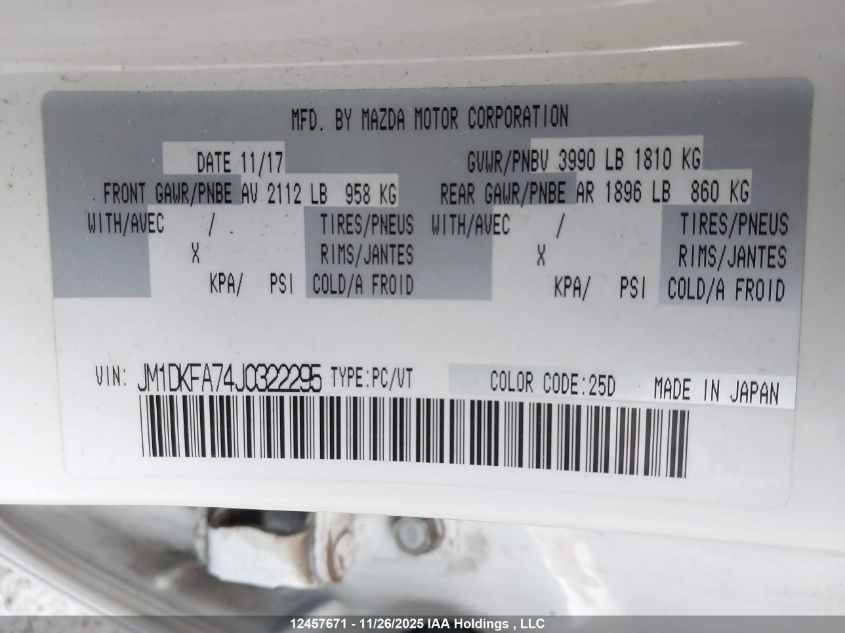 MFD. BY MAZDA MOTOR CORPORATION
DATE 11/17 GVWR/PNBV 3990 LB 1810 KG
FRONT GAWR/PNBE AV 2112 LB 958 KG REAR GAWR/PNBE AR 1896 LB 860 KG
WITH/AVEC / TIRES/PNEUS WITH/AVEC / TIRES/PNEUS
X RIMS/JANTES X RIMS/JANTES
KPA/ PSI COLD/A FROID KPA/ PSI COLD/A FROID
VIN: JM1DKFA74J0322295 TYPE:PC/VT COLOR CODE:25D MADE IN JAPAN
12457671 - 11/26/2025 IAA Holdings , LLC